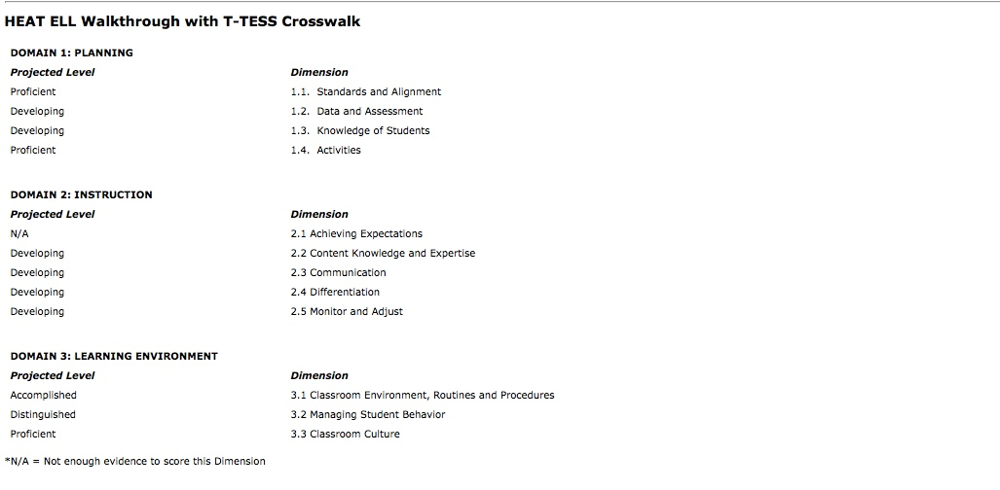 HEAT ELL Walkthrough with T-TESS Crosswalk
DOMAIN 1: PLANNING
Projected Level Dimension
Proficient 1.1. Standards and Alignment
Developing 1.2. Data and Assessment
Developing 1.3. Knowledge of Students
Proficient 1.4. Activities
DOMAIN 2: INSTRUCTION
Projected Level Dimension
N/A 2.1 Achieving Expectations
Developing 2.2 Content Knowledge and Expertise
Developing 2.3 Communication
Developing 2.4 Differentiation
Developing 2.5 Monitor and Adjust
DOMAIN 3: LEARNING ENVIRONMENT
Projected Level Dimension
Accomplished 3.1 Classroom Environment, Routines and Procedures
Distinguished 3.2 Managing Student Behavior
Proficient 3.3 Classroom Culture
*N/A = Not enough evidence to score this Dimension